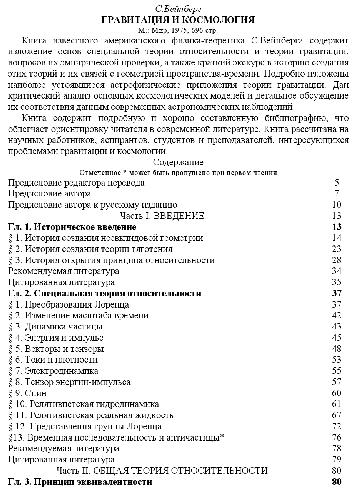 С.Вейнберг
ГРАВИТАЦИЯ И КОСМОЛОГИЯ
М.: Мир, 1975, 696 стр.
Книга известного американского физика-теоретика С.Вейнберга содержит
изложение основ специальной теории относительности и теории гравитации,
вопросов их эмпирической проверки, а также краткий экскурс в историю создания
этих теорий и их связей с геометрией пространства-времени. Подробно изложены
наиболее устоявшиеся астрофизические приложения теории гравитации. Дан
критический анализ основных космологических моделей и детальное обсуждение
их соответствия данным современных астрономических наблюдений.
Книга содержит подробную и хорошо составленную библиографию, что
облегчает ориентировку читателя в современной литературе. Книга рассчитана на
научных работников, аспирантов, студентов и преподавателей, интересующихся
проблемами гравитации и космологии.
Содержание
Отмеченное * может быть пропущено при первом чтении
Предисловие редактора перевода 5
Предисловие автора 7
Предисловие автора к русскому изданию 10
Часть I. ВВЕДЕНИЕ 13
Гл. 1. Историческое введение 13
§ 1. История создания неевклидовой геометрии 14
§ 2. История создания теории тяготения 23
§ 3. История открытия принципа относительности 28
Рекомендуемая литература 34
Цитированная литература 35
Гл. 2. Специальная теория относительности 37
§ 1. Преобразования Лоренца 37
§ 2. Изменение масштаба времени 42
§ 3. Динамика частицы 43
§ 4. Энергия и импульс 45
§ 5. Векторы и тензоры 48
§ 6. Токи и плотности 53
§ 7. Электродинамика 55
§ 8. Тензор энергии-импульса 57
§ 9. Спин 60
§ 10. Релятивистская гидродинамика 61
§ 11. Релятивистская реальная жидкость 67
§ 12. Представления группы Лоренца 72
§13. Временная последовательность и античастицы* 76
Рекомендуемая литература 78
Цитированная литература 79
Часть II. ОБЩАЯ ТЕОРИЯ ОТНОСИТЕЛЬНОСТИ 80
Гл. 3. Принцип эквивалентности 80